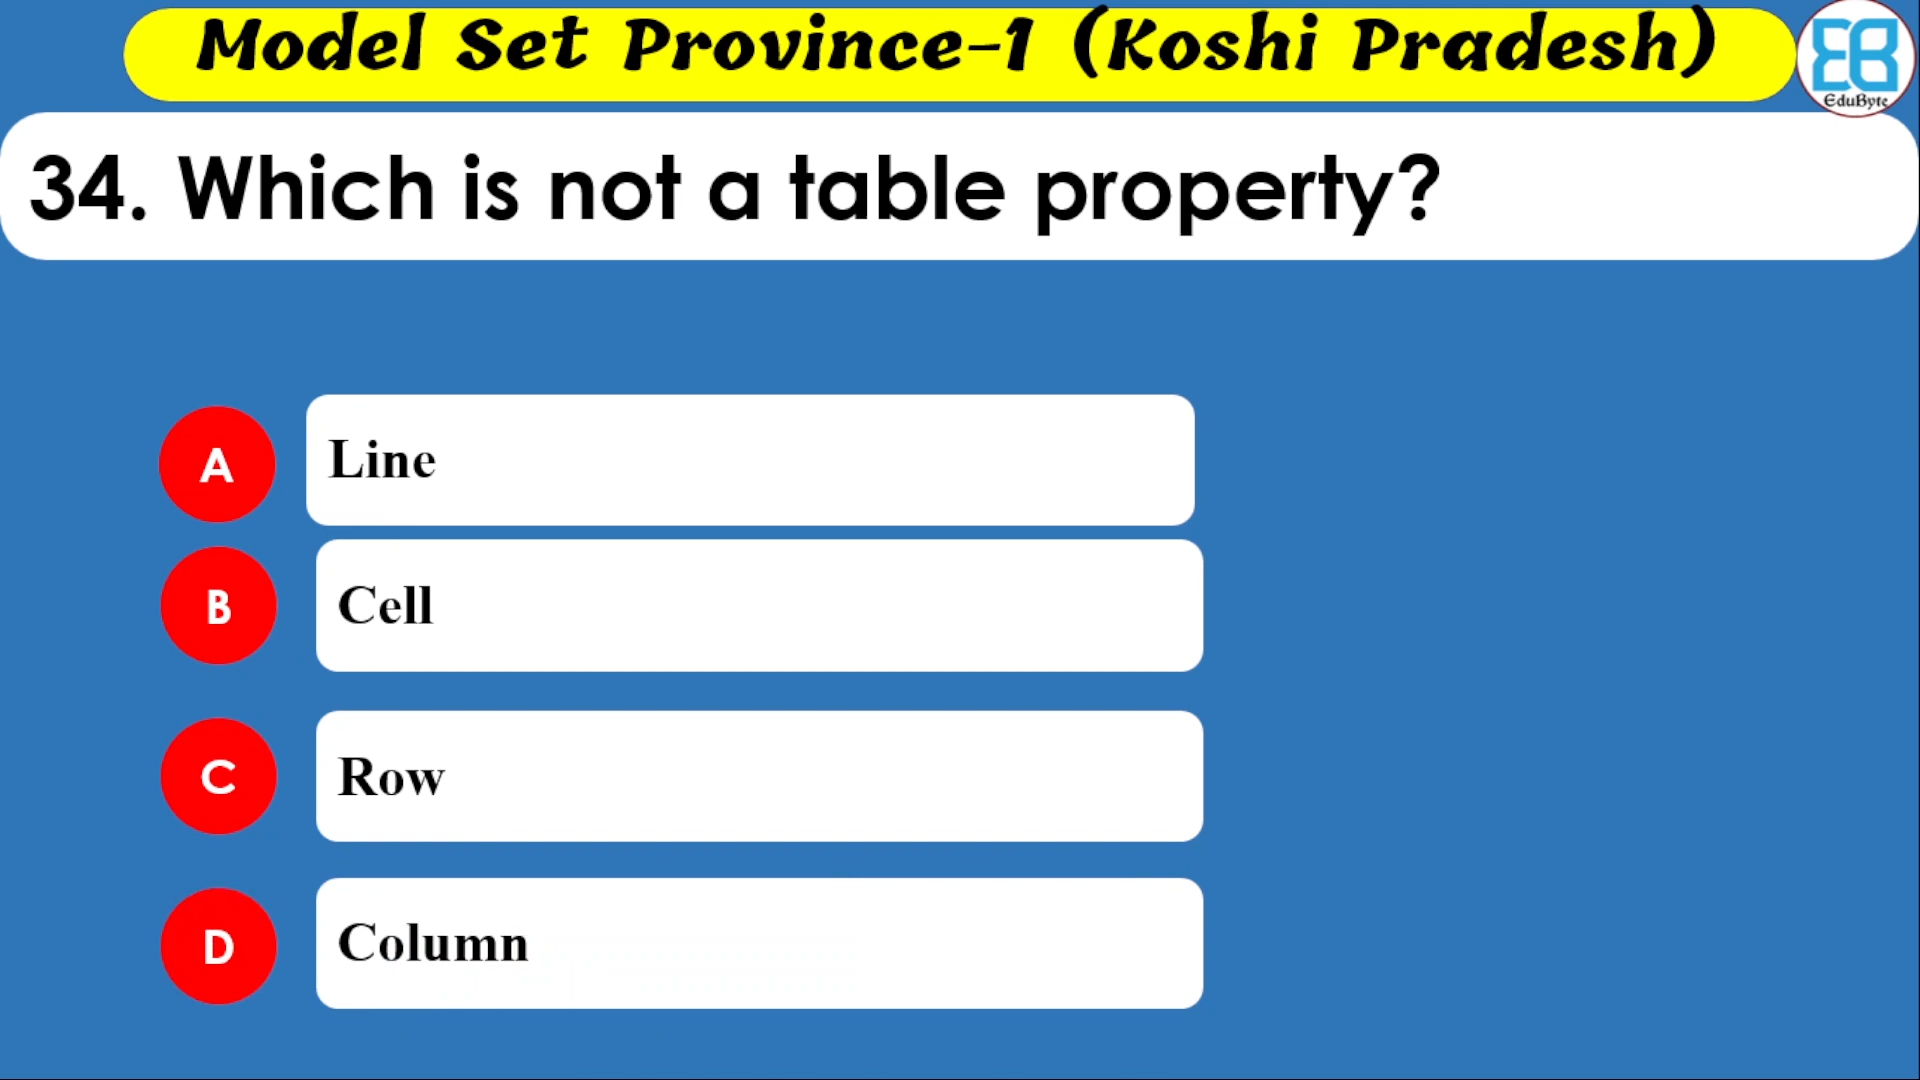 Model Set Province-1 (Koshi Pradesh)
EduByte
34. Which is not a table property?
A Line
B Cell
C Row
D Column